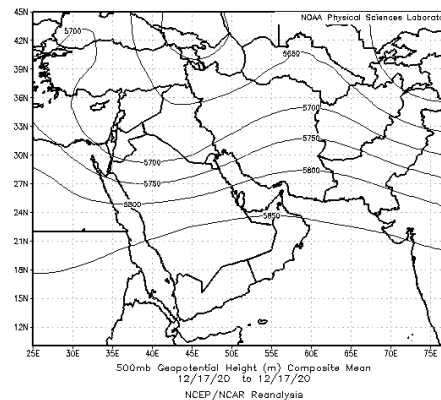 NOAA Physical Sciences Laborat
45N
42N
39N
36N
33N
30N
27N
24N
21N
18N
15N
12N
5700
5650
5700
5750
5800
5850
5700
5750
5800
25E 30E 35E 40E 45E 50E 55E 60E 65E 70E 75E
500mb Geopotential Height (m) Composite Mean
12/17/20 to 12/17/20
NCEP/NCAR Reanalysis